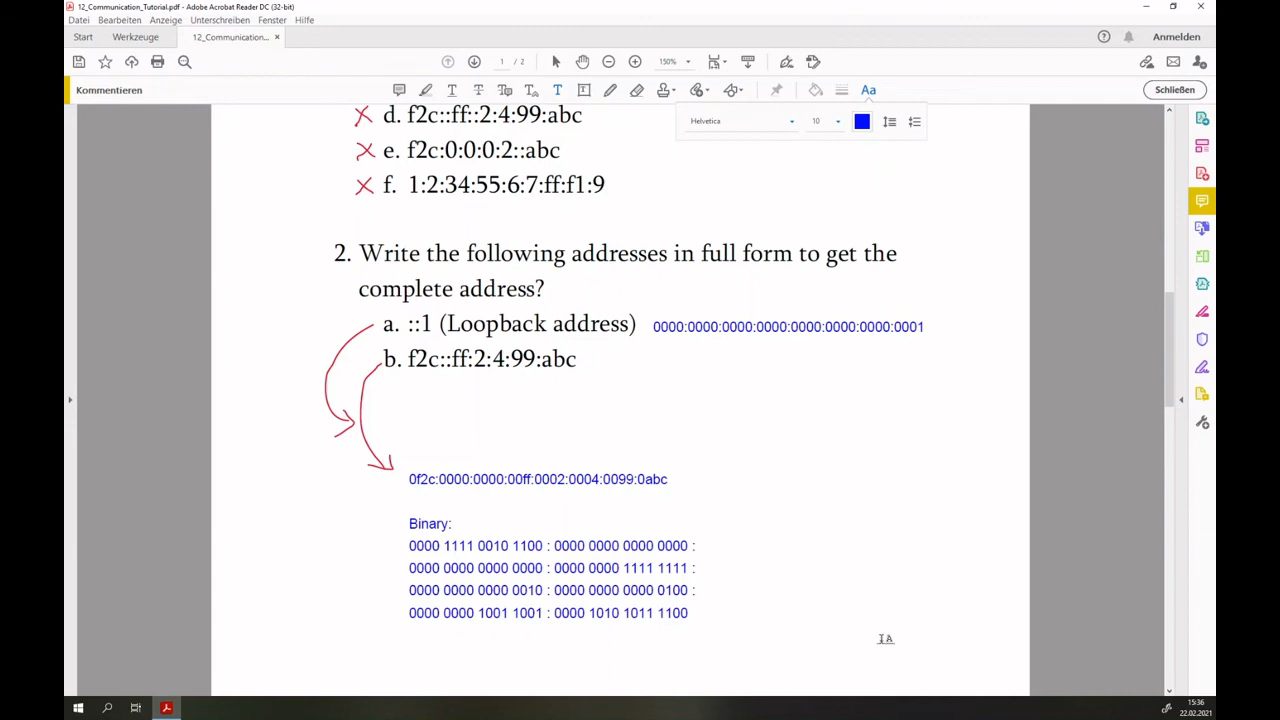 12_Communication_Tutorial.pdf - Adobe Acrobat Reader DC (32-bit)
Datei Bearbeiten Anzeige Unterschreiben Fenster Hilfe
Start Werkzeuge 12_Communication... × Anmelden
1 / 2 150%
Kommentieren Aa Schließen
Helvetica 10
d. f2c::ff::2:4:99:abc
e. f2c:0:0:0:2::abc
f. 1:2:34:55:6:7:ff:f1:9
2. Write the following addresses in full form to get the
complete address?
a. ::1 (Loopback address) 0000:0000:0000:0000:0000:0000:0000:0001
b. f2c::ff:2:4:99:abc
0f2c:0000:0000:00ff:0002:0004:0099:0abc
Binary:
0000 1111 0010 1100 : 0000 0000 0000 0000 :
0000 0000 0000 0000 : 0000 0000 1111 1111 :
0000 0000 0000 0010 : 0000 0000 0000 0100 :
0000 0000 1001 1001 : 0000 1010 1011 1100
15:36
22.02.2021